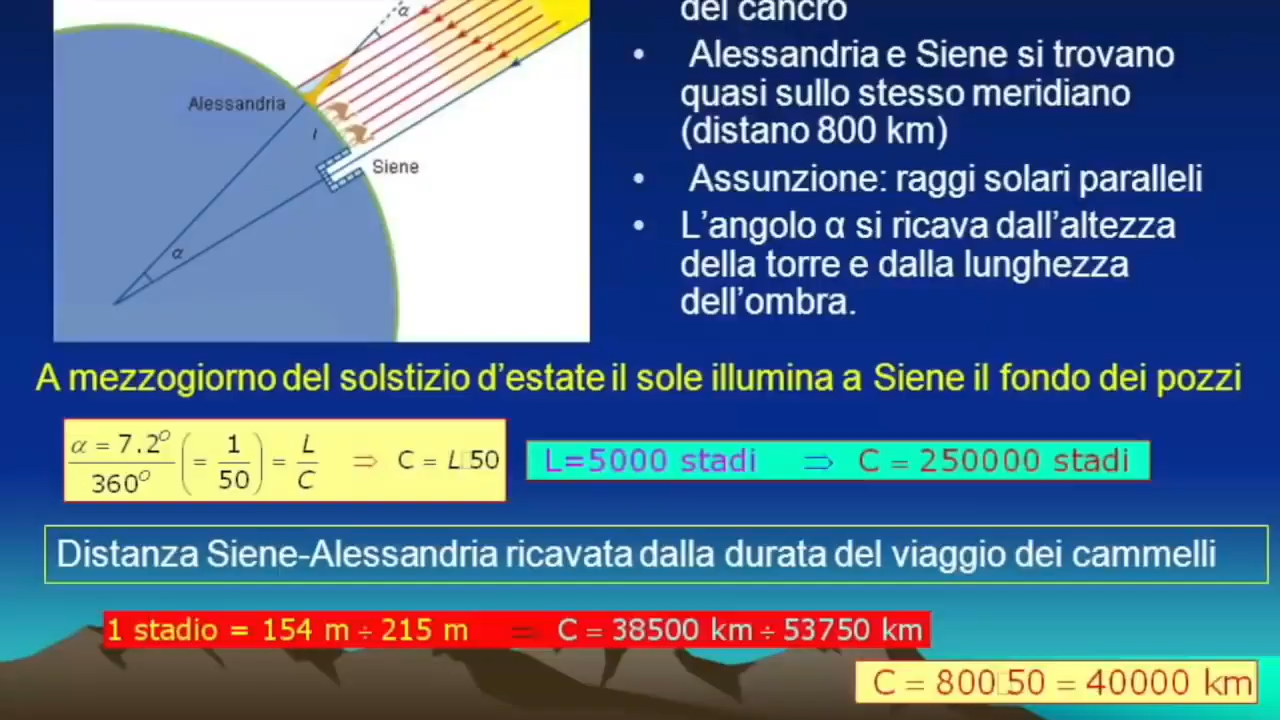 del cancro
• Alessandria e Siene si trovano
quasi sullo stesso meridiano
(distano 800 km)
• Assunzione: raggi solari paralleli
• L’angolo α si ricava dall’altezza
della torre e dalla lunghezza
dell’ombra.
α
Alessandria
l
Siene
α
A mezzogiorno del solstizio d’estate il sole illumina a Siene il fondo dei pozzi
α = 7.2° / 360° (= 1/50) = L/C ⇒ C = L□50
L=5000 stadi ⇒ C = 250000 stadi
Distanza Siene-Alessandria ricavata dalla durata del viaggio dei cammelli
1 stadio = 154 m ÷ 215 m ⇒ C = 38500 km ÷ 53750 km
C = 800□50 = 40000 km